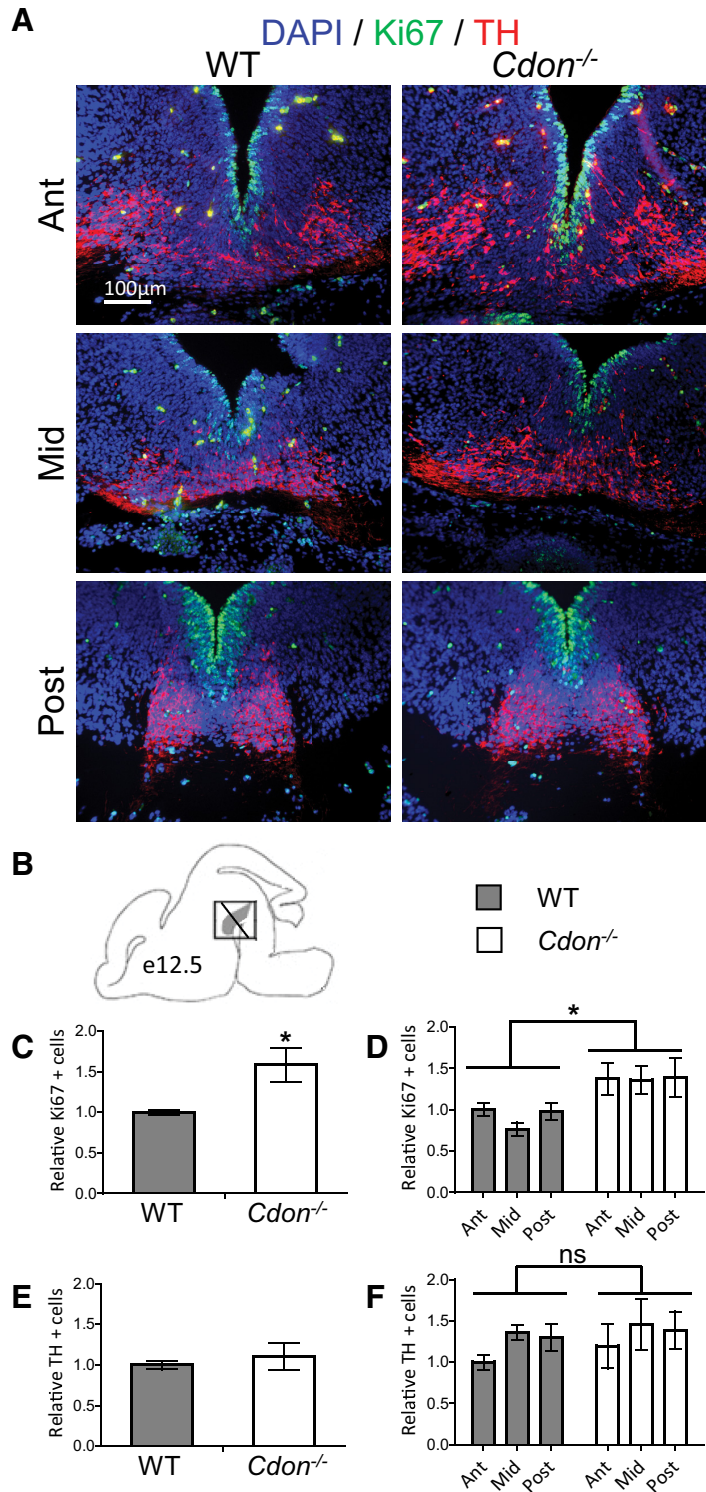 A
DAPI / Ki67 / TH
WT
Cdon-/-
Ant
100µm
Mid
Post
B
e12.5
WT
Cdon-/-
C
Relative Ki67 + cells
2.0
1.5
1.0
0.5
0.0
*
WT
Cdon-/-
D
Relative Ki67 + cells
2.0
1.5
1.0
0.5
0.0
*
Ant
Mid
Post
Ant
Mid
Post
E
Relative TH + cells
2.0
1.5
1.0
0.5
0.0
WT
Cdon-/-
F
Relative TH + cells
2.0
1.5
1.0
0.5
0.0
ns
Ant
Mid
Post
Ant
Mid
Post